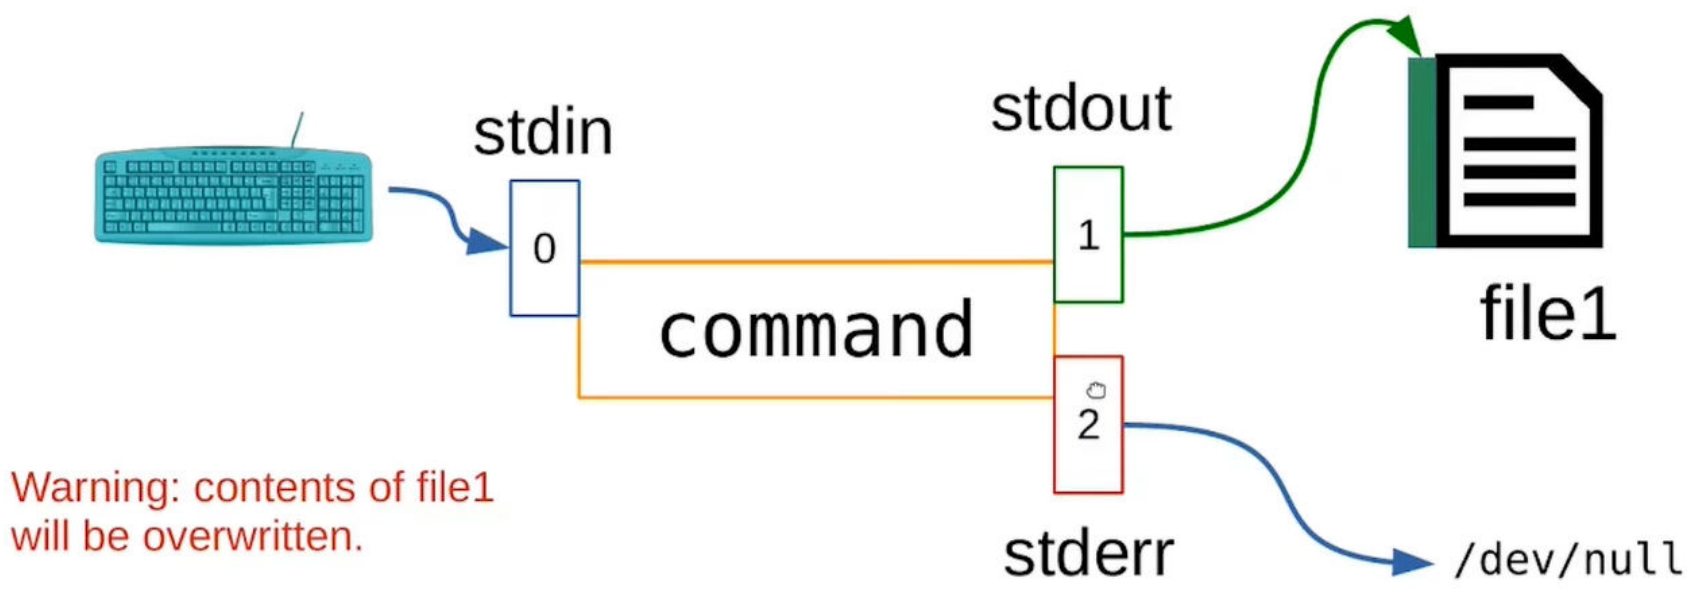 stdin
stdout
0
1
command
file1
2
Warning: contents of file1
will be overwritten.
stderr
/dev/null